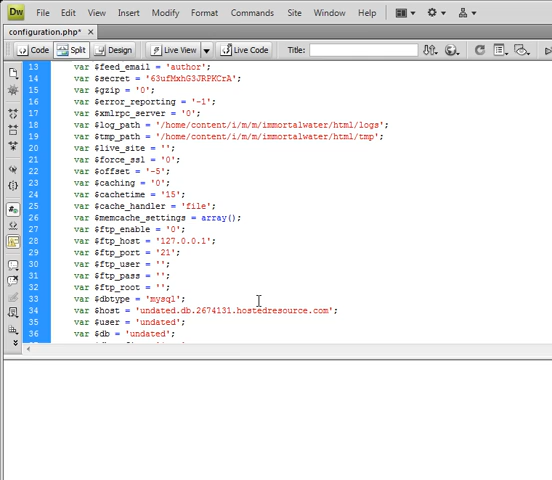 Dw File Edit View Insert Modify Format Commands Site Window Help
configuration.php* ×
Code Split Design Live View Live Code Title:
13 var $feed_email = 'author';
14 var $secret = '63ufMxhG3JRPKCrA';
15 var $gzip = '0';
16 var $error_reporting = '-1';
17 var $xmlrpc_server = '0';
18 var $log_path = '/home/content/i/m/m/immortalwater/html/logs';
19 var $tmp_path = '/home/content/i/m/m/immortalwater/html/tmp';
20 var $live_site = '';
21 var $force_ssl = '0';
22 var $offset = '-5';
23 var $caching = '0';
24 var $cachetime = '15';
25 var $cache_handler = 'file';
26 var $memcache_settings = array();
27 var $ftp_enable = '0';
28 var $ftp_host = '127.0.0.1';
29 var $ftp_port = '21';
30 var $ftp_user = '';
31 var $ftp_pass = '';
32 var $ftp_root = '';
33 var $dbtype = 'mysql';
34 var $host = 'undated.db.2674131.hostedresource.com';
35 var $user = 'undated';
36 var $db = 'undated';